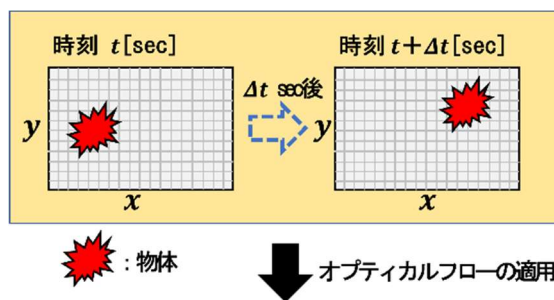 時刻 t[sec]
時刻 t+Δt[sec]
Δt sec後
y
y
x
x
:物体
オプティカルフローの適用